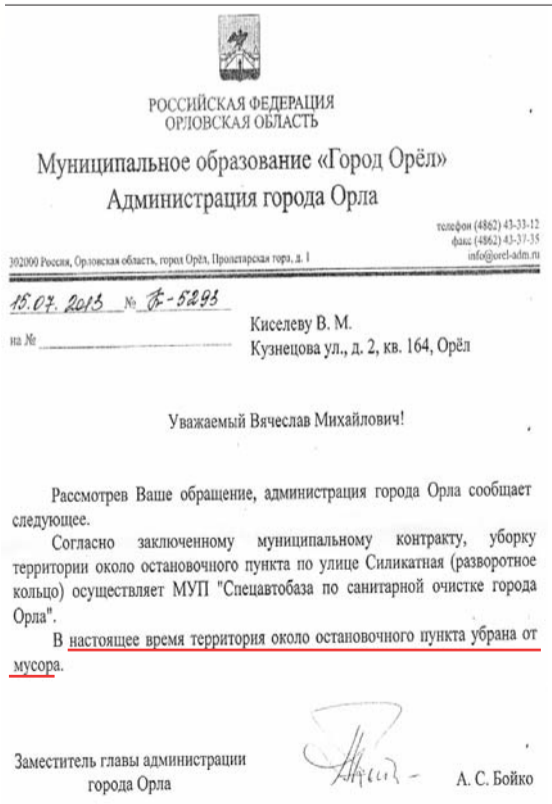 РОССИЙСКАЯ ФЕДЕРАЦИЯ
ОРЛОВСКАЯ ОБЛАСТЬ
Муниципальное образование «Город Орёл»
Администрация города Орла
телефон (4862) 43-33-12
факс (4862) 43-37-35
302000 Россия, Орловская область, город Орёл, Пролетарская гора, д. 1
info@orel-adm.ru
15.07.2013 № Б-5293
на №
Киселеву В. М.
Кузнецова ул., д. 2, кв. 164, Орёл
Уважаемый Вячеслав Михайлович!
Рассмотрев Ваше обращение, администрация города Орла сообщает
следующее.
Согласно заключенному муниципальному контракту, уборку
территории около остановочного пункта по улице Силикатная (разворотное
кольцо) осуществляет МУП "Спецавтобаза по санитарной очистке города
Орла".
В настоящее время территория около остановочного пункта убрана от
мусора.
Заместитель главы администрации
города Орла
А. С. Бойко